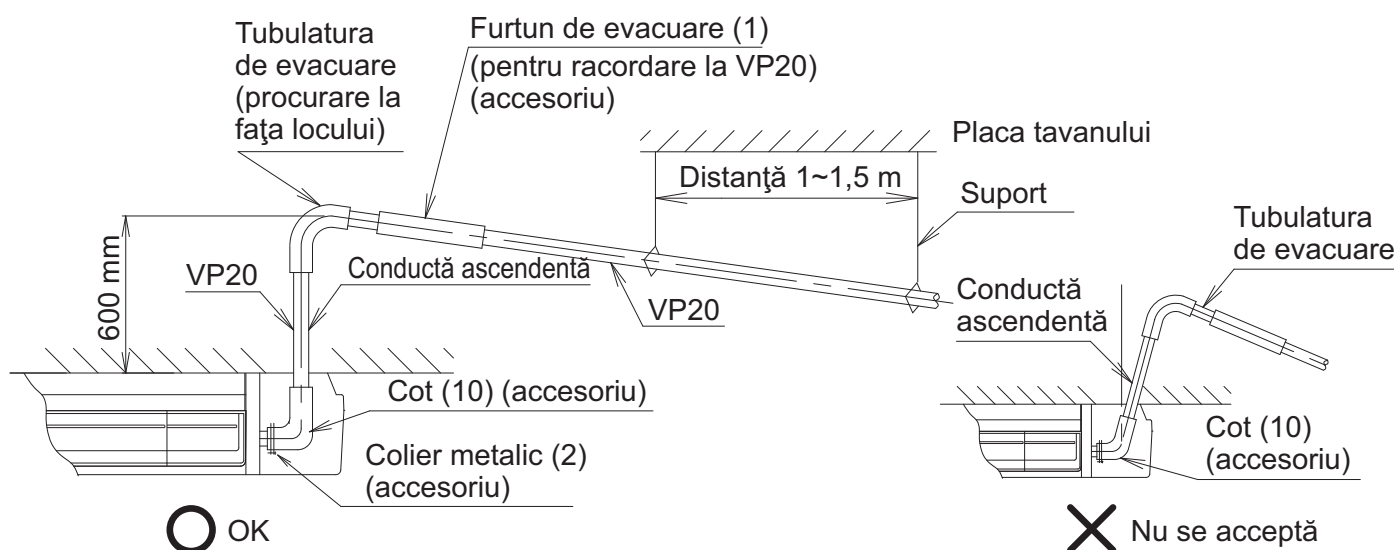 Tubulatura
de evacuare
(procurare la
faţa locului)
Furtun de evacuare (1)
(pentru racordare la VP20)
(accesoriu)
Placa tavanului
Distanţă 1~1,5 m
Suport
600 mm
VP20
Conductă ascendentă
VP20
Cot (10) (accesoriu)
Colier metalic (2)
(accesoriu)
OK
Tubulatura
de evacuare
Conductă
ascendentă
Cot (10)
(accesoriu)
Nu se acceptă